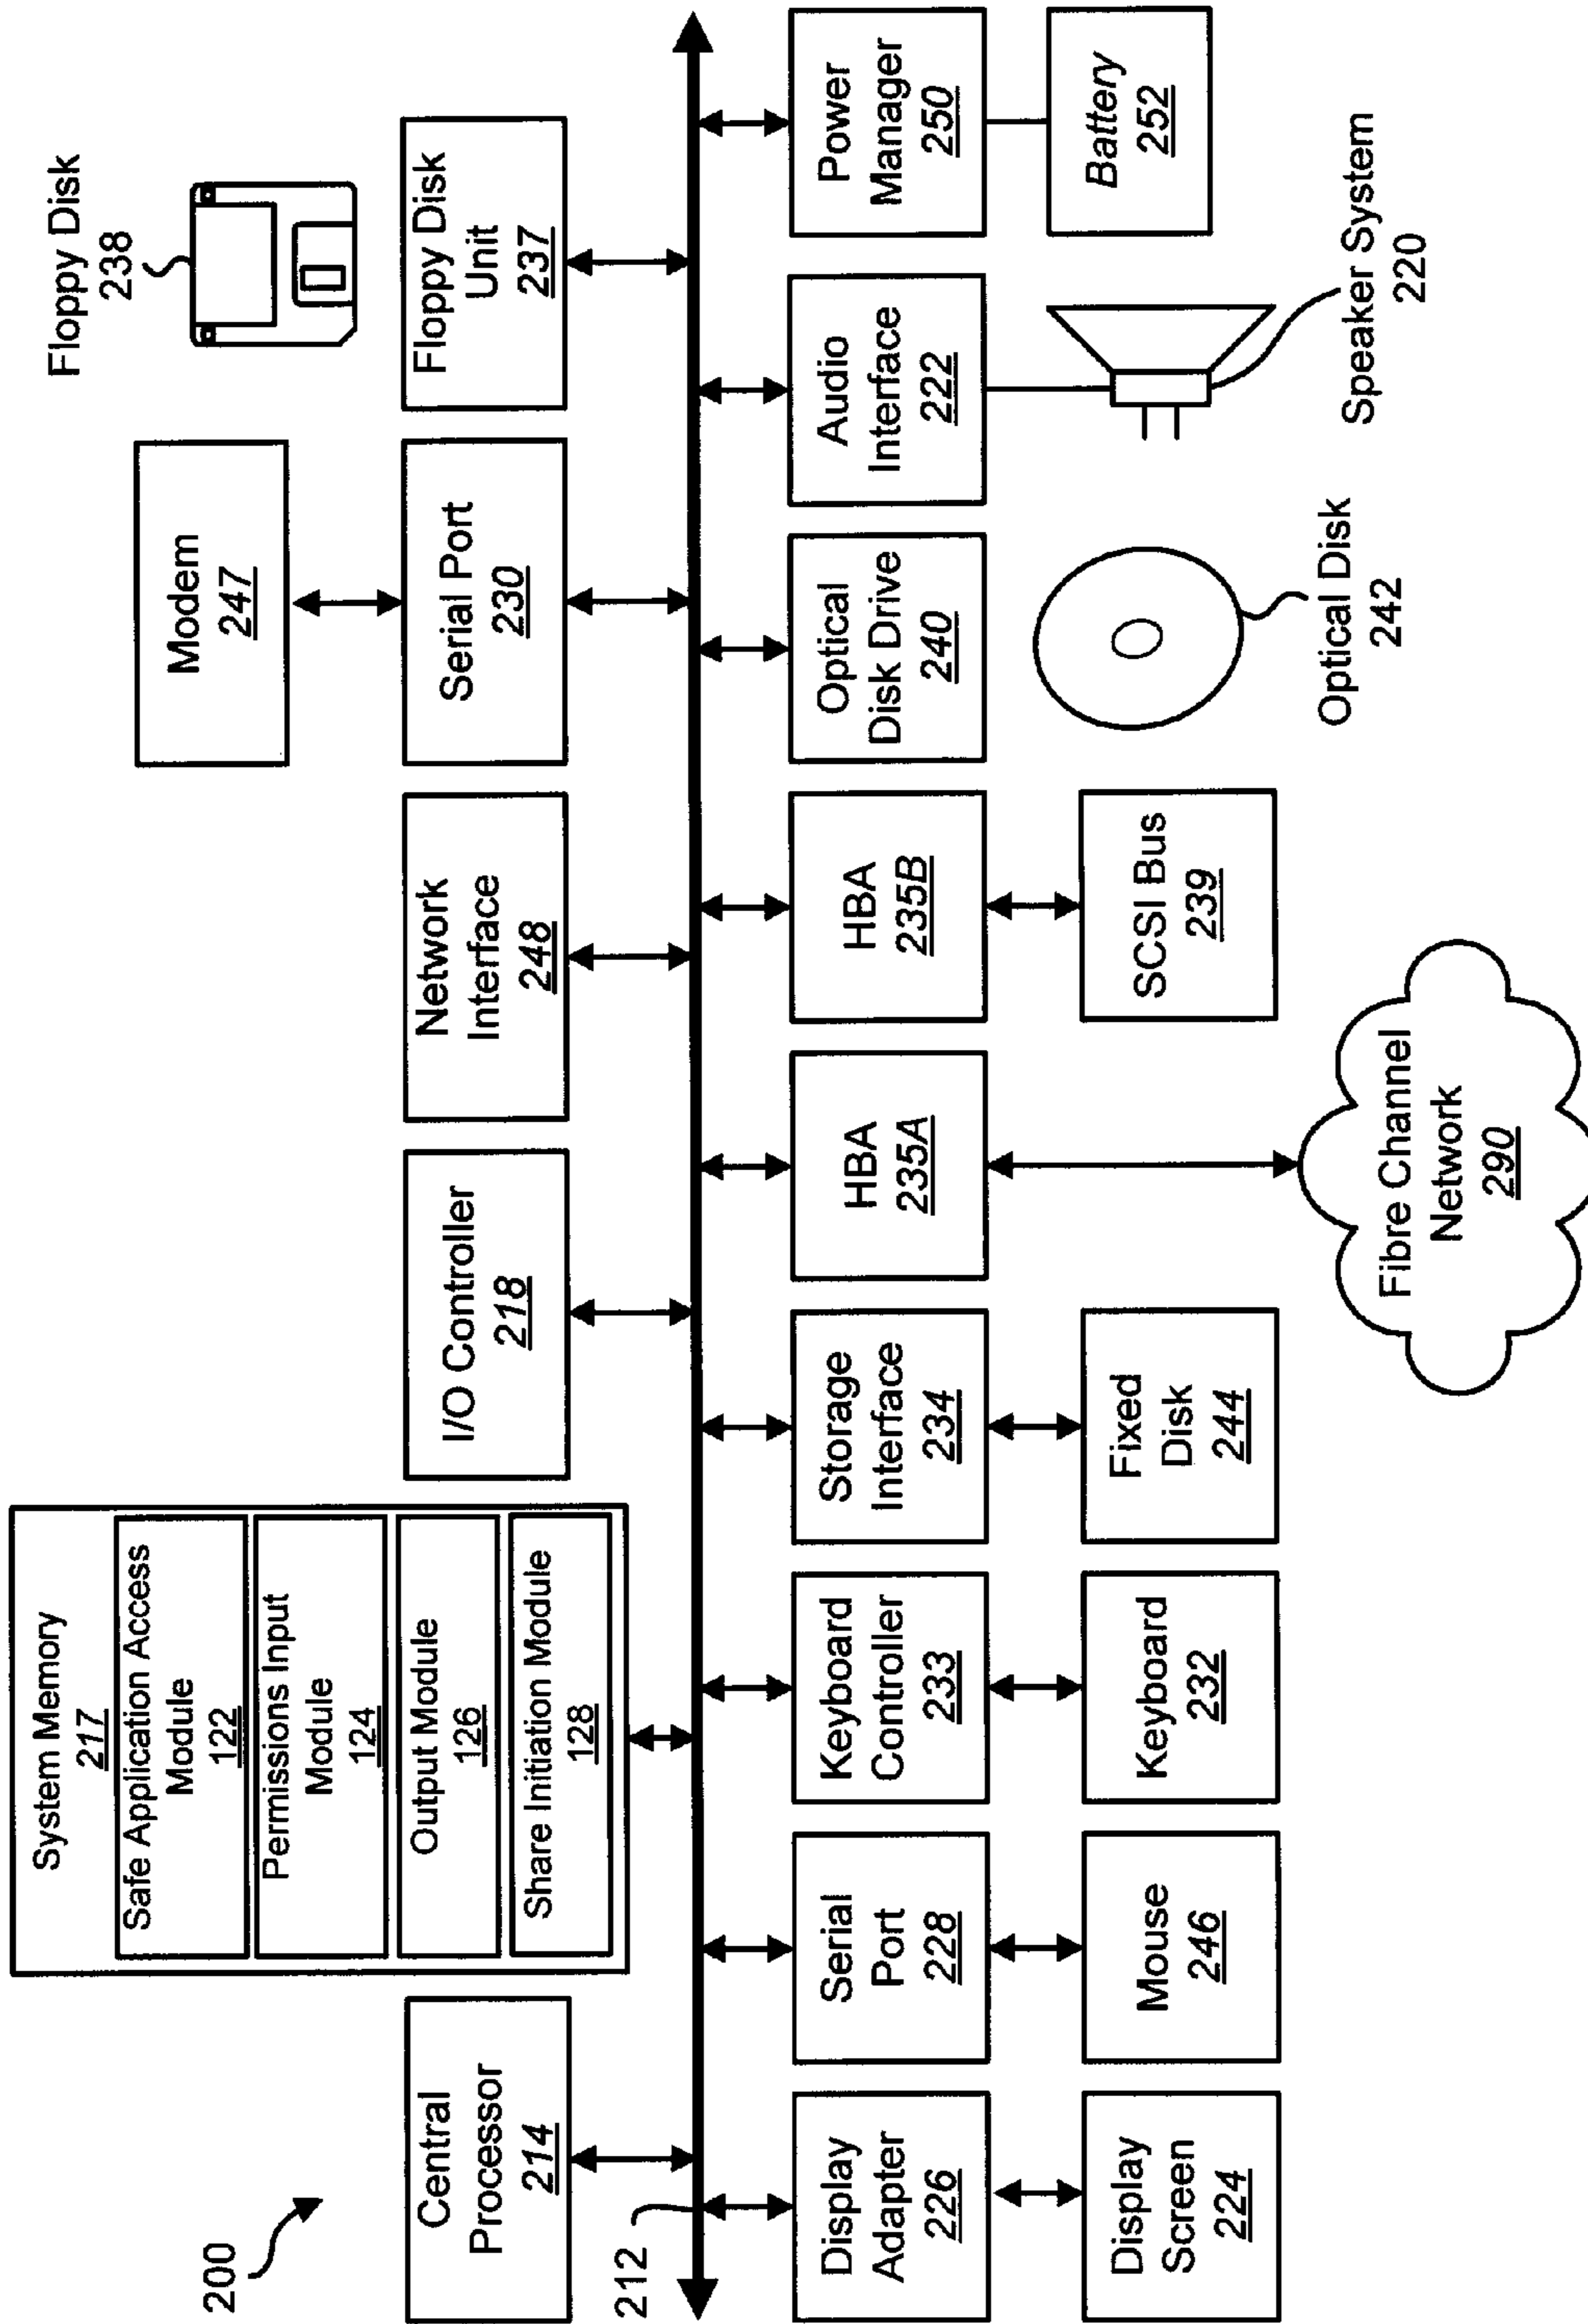 200
Central
Processor
214
System Memory
217
Safe Application Access
Module
122
Permissions Input
Module
124
Output Module
126
Share Initiation Module
128
I/O Controller
218
Network
Interface
248
Modem
247
Serial Port
230
Floppy Disk
238
Floppy Disk
Unit
237
212
Display
Adapter
226
Serial
Port
228
Keyboard
Controller
233
Storage
Interface
234
HBA
235A
HBA
235B
Optical
Disk Drive
240
Audio
Interface
222
Power
Manager
250
Display
Screen
224
Mouse
246
Keyboard
232
Fixed
Disk
244
Fibre Channel
Network
290
SCSI Bus
239
Optical Disk
242
Speaker System
220
Battery
252